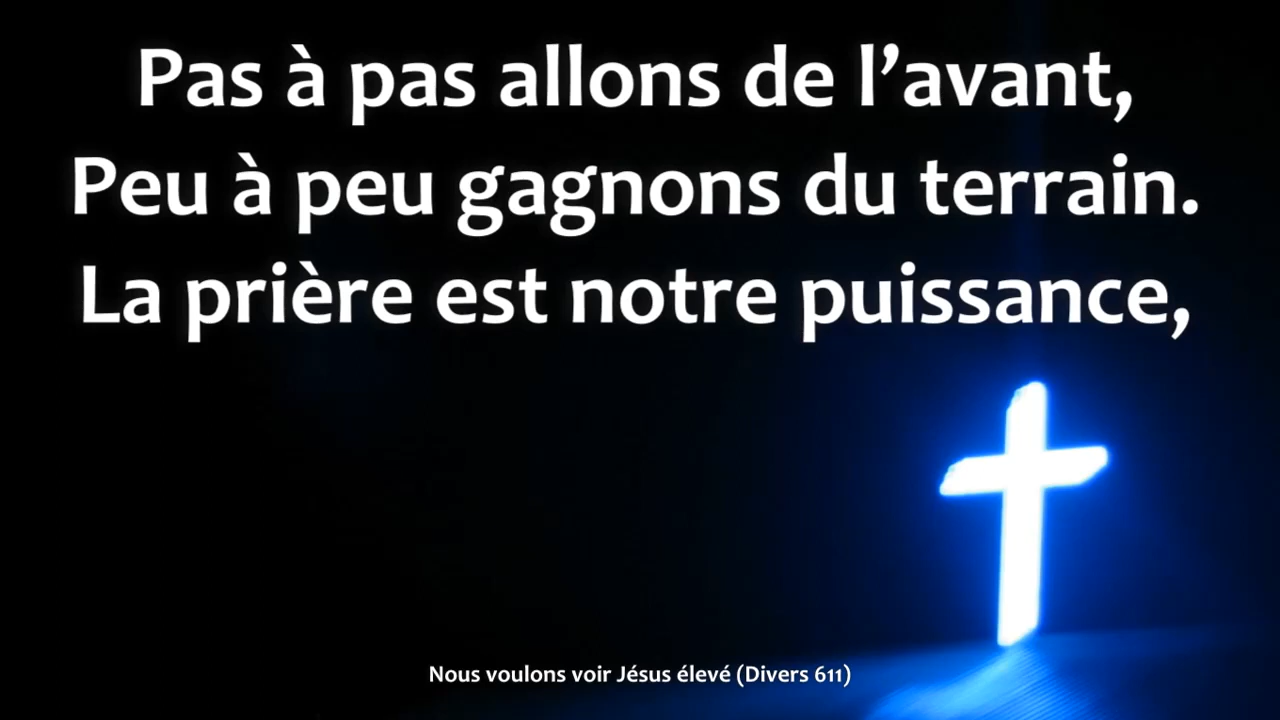 Pas à pas allons de l’avant,
Peu à peu gagnons du terrain.
La prière est notre puissance,
Nous voulons voir Jésus élevé (Divers 611)